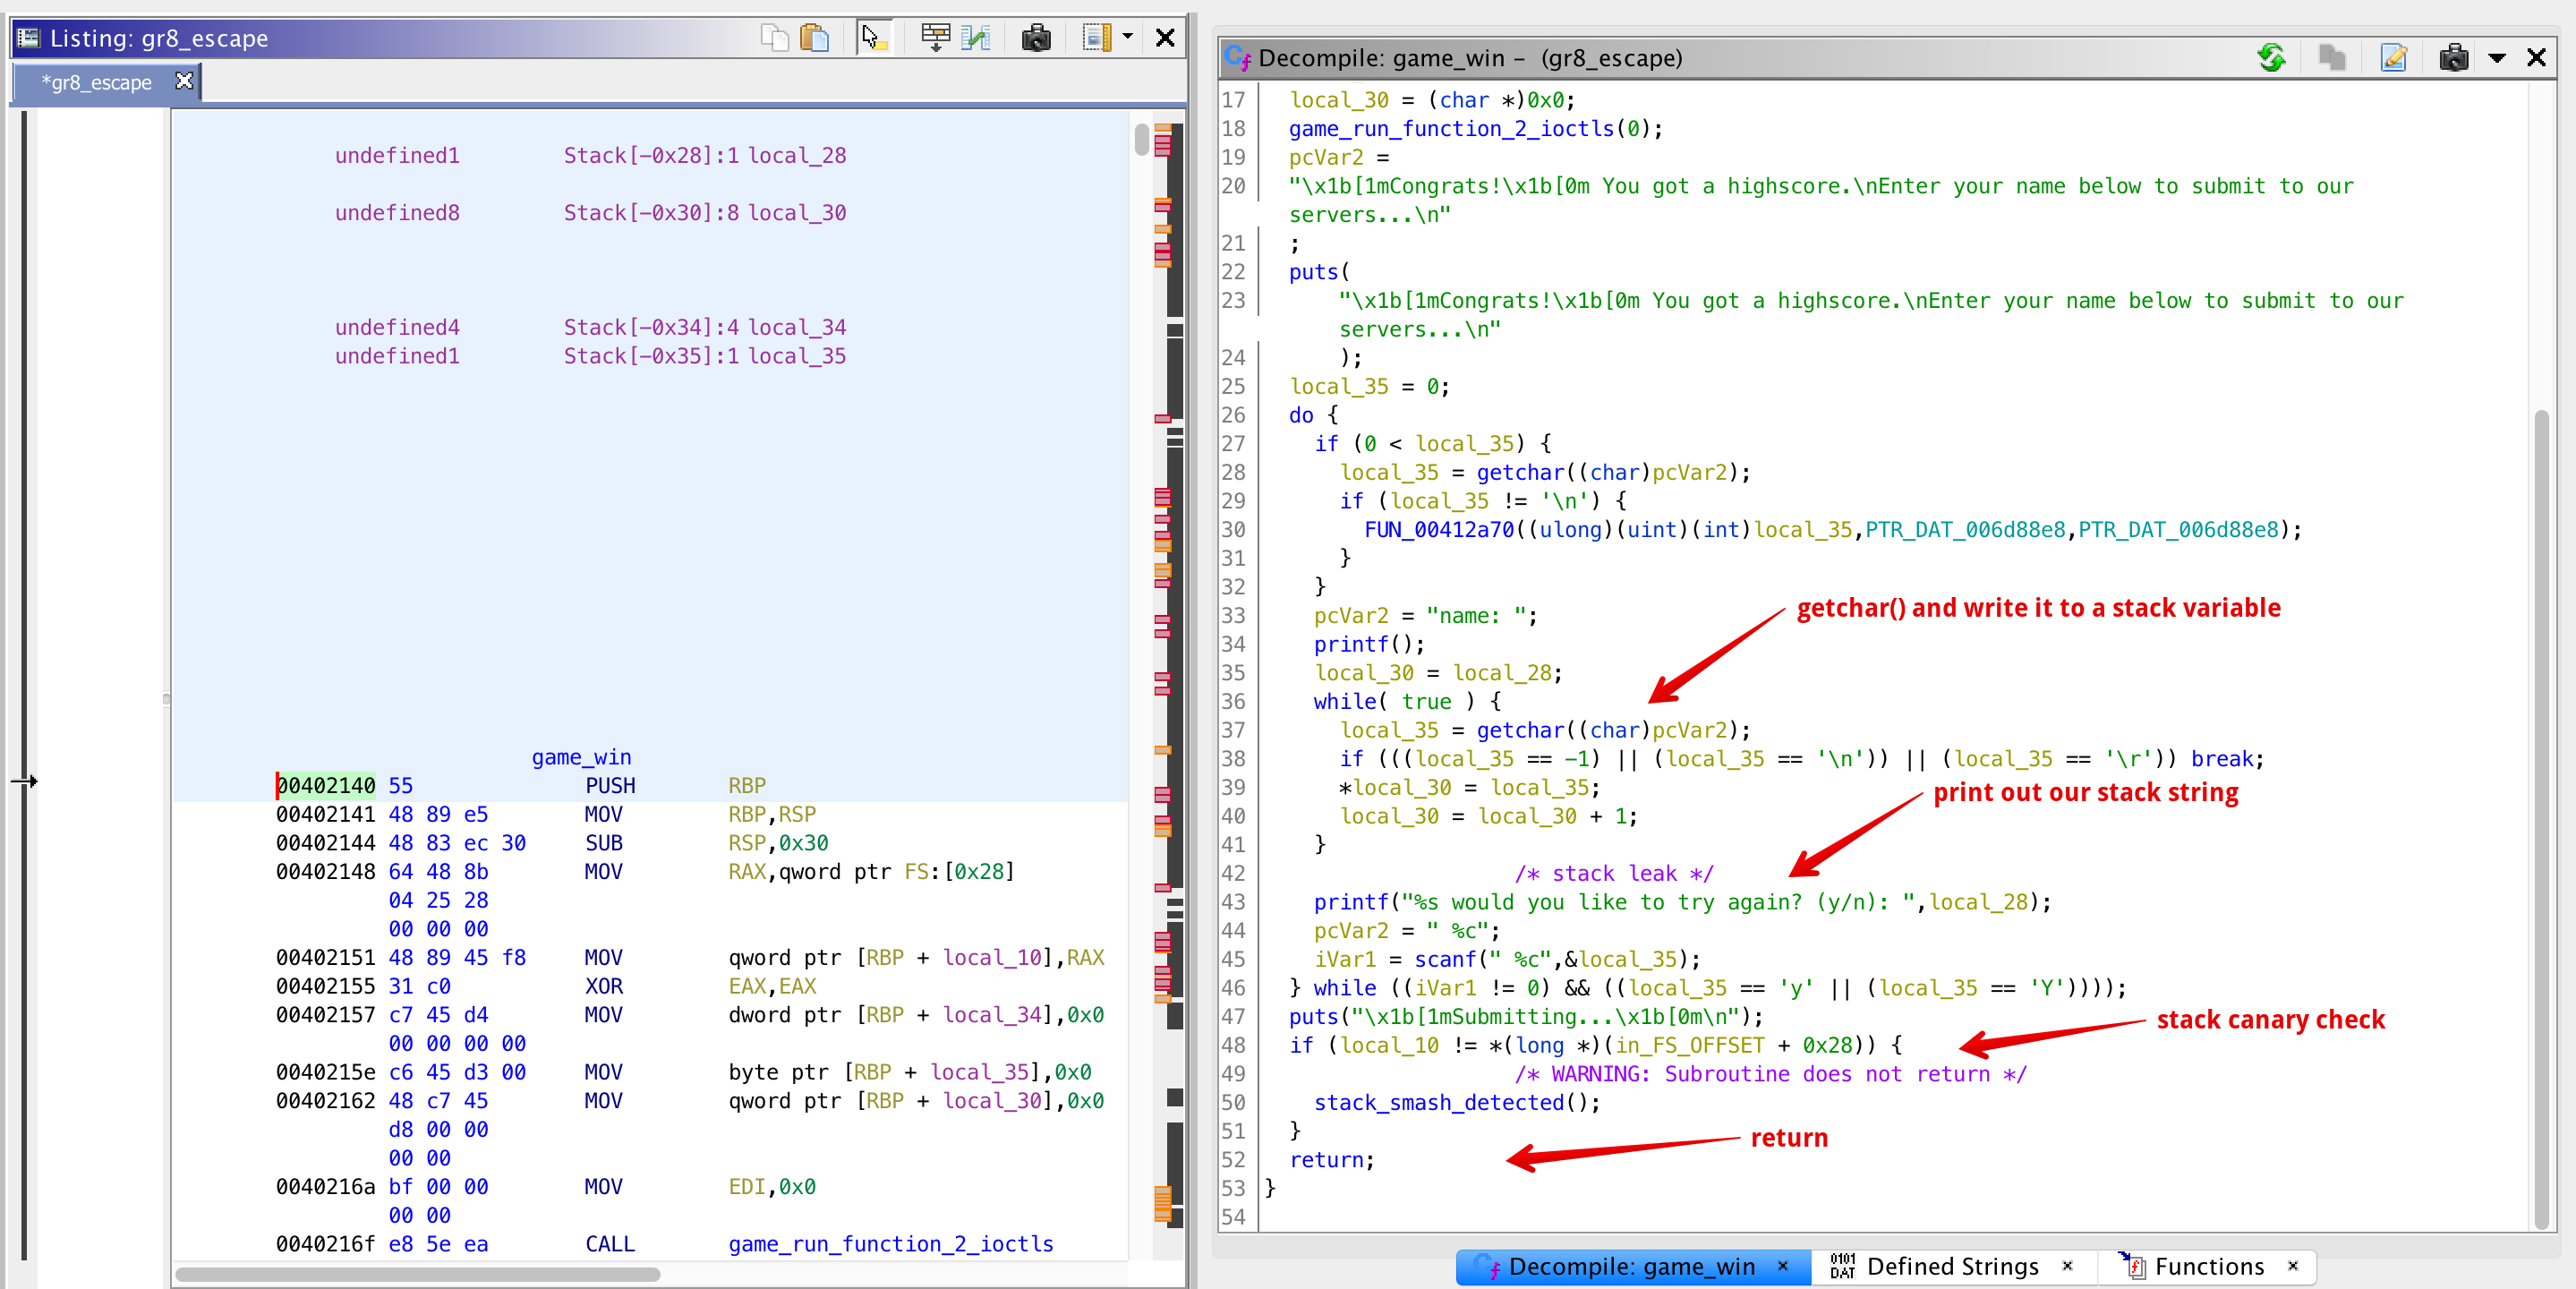 Listing: gr8_escape
*gr8_escape
undefined1 Stack[-0x28]:1 local_28
undefined8 Stack[-0x30]:8 local_30
undefined4 Stack[-0x34]:4 local_34
undefined1 Stack[-0x35]:1 local_35
game_win
00402140 55 PUSH RBP
00402141 48 89 e5 MOV RBP,RSP
00402144 48 83 ec 30 SUB RSP,0x30
00402148 64 48 8b MOV RAX,qword ptr FS:[0x28]
04 25 28
00 00 00
00402151 48 89 45 f8 MOV qword ptr [RBP + local_10],RAX
00402155 31 c0 XOR EAX,EAX
00402157 c7 45 d4 MOV dword ptr [RBP + local_34],0x0
00 00 00 00
0040215e c6 45 d3 00 MOV byte ptr [RBP + local_35],0x0
00402162 48 c7 45 MOV qword ptr [RBP + local_30],0x0
d8 00 00
00 00
0040216a bf 00 00 MOV EDI,0x0
00 00
0040216f e8 5e ea CALL game_run_function_2_ioctls
Decompile: game_win - (gr8_escape)
17 local_30 = (char *)0x0;
18 game_run_function_2_ioctls(0);
19 pcVar2 =
20 "\x1b[1mCongrats!\x1b[0m You got a highscore.\nEnter your name below to submit to our
servers...\n"
21 ;
22 puts(
23 "\x1b[1mCongrats!\x1b[0m You got a highscore.\nEnter your name below to submit to our
servers...\n"
24 );
25 local_35 = 0;
26 do {
27 if (0 < local_35) {
28 local_35 = getchar((char)pcVar2);
29 if (local_35 != '\n') {
30 FUN_00412a70((ulong)(uint)(int)local_35,PTR_DAT_006d88e8,PTR_DAT_006d88e8);
31 }
32 }
33 pcVar2 = "name: ";
getchar() and write it to a stack variable
34 printf();
35 local_30 = local_28;
36 while( true ) {
37 local_35 = getchar((char)pcVar2);
38 if (((local_35 == -1) || (local_35 == '\n')) || (local_35 == '\r')) break;
39 *local_30 = local_35;
print out our stack string
40 local_30 = local_30 + 1;
41 }
42 /* stack leak */
43 printf("%s would you like to try again? (y/n): ",local_28);
44 pcVar2 = " %c";
45 iVar1 = scanf(" %c",&local_35);
46 } while ((iVar1 != 0) && ((local_35 == 'y' || (local_35 == 'Y'))));
47 puts("\x1b[1mSubmitting...\x1b[0m\n");
stack canary check
48 if (local_10 != *(long *)(in_FS_OFFSET + 0x28)) {
49 /* WARNING: Subroutine does not return */
50 stack_smash_detected();
51 }
return
52 return;
53 }
54
Decompile: game_win
0101 DAT Defined Strings
Functions